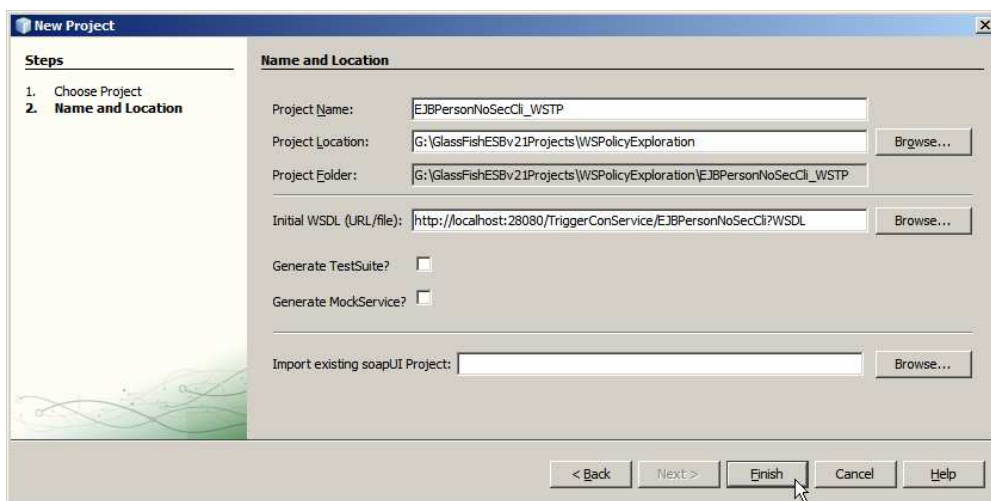 New Project
Steps
1. Choose Project
2. Name and Location
Name and Location
Project Name: EJBPersonNoSecCli_WSTP
Project Location: G:\GlassFishESBv21Projects\WSPolicyExploration Browse...
Project Folder: G:\GlassFishESBv21Projects\WSPolicyExploration\EJBPersonNoSecCli_WSTP
Initial WSDL (URL/file): http://localhost:28080/TriggerConService/EJBPersonNoSecCli?WSDL Browse...
Generate TestSuite?
Generate MockService?
Import existing soapUI Project: Browse...
< Back Next > Finish Cancel Help